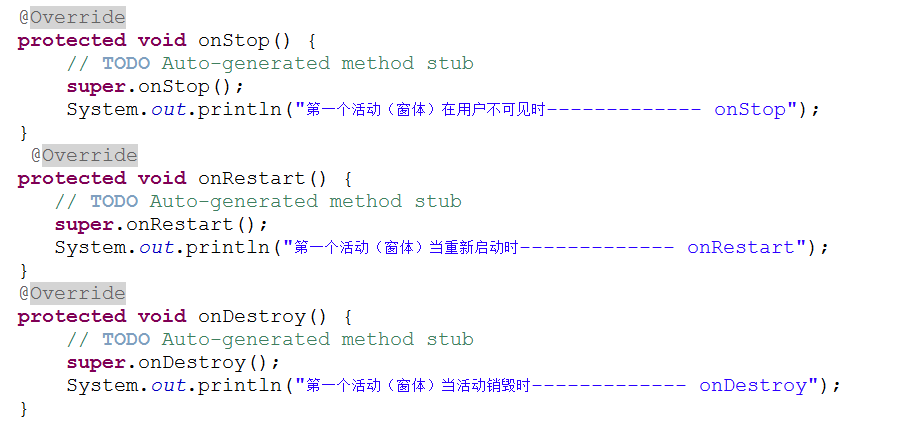 @Override
protected void onStop() {
// TODO Auto-generated method stub
super.onStop();
System.out.println("第一个活动（窗体）在用户不可见时------------- onStop");
}
@Override
protected void onRestart() {
// TODO Auto-generated method stub
super.onRestart();
System.out.println("第一个活动（窗体）当重新启动时------------- onRestart");
}
@Override
protected void onDestroy() {
// TODO Auto-generated method stub
super.onDestroy();
System.out.println("第一个活动（窗体）当活动销毁时------------- onDestroy");
}